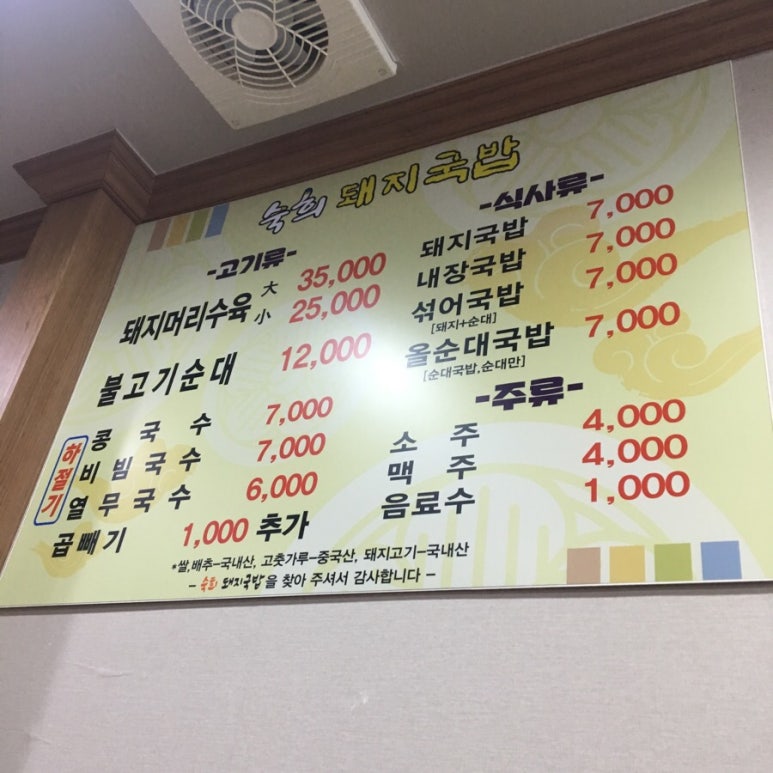 숙희 돼지국밥
-고기류-
돼지머리수육 大 35,000
小 25,000
불고기순대 12,000
하절기
콩국수 7,000
비빔국수 7,000
열무국수 6,000
곱빼기 1,000 추가
-식사류-
돼지국밥 7,000
내장국밥 7,000
섞어국밥 7,000
[돼지+순대]
올순대국밥 7,000
[순대국밥,순대만]
-주류-
소주 4,000
맥주 4,000
음료수 1,000
*쌀,배추-국내산, 고춧가루-중국산, 돼지고기-국내산
- 숙희 돼지국밥을 찾아 주셔서 감사합니다 -